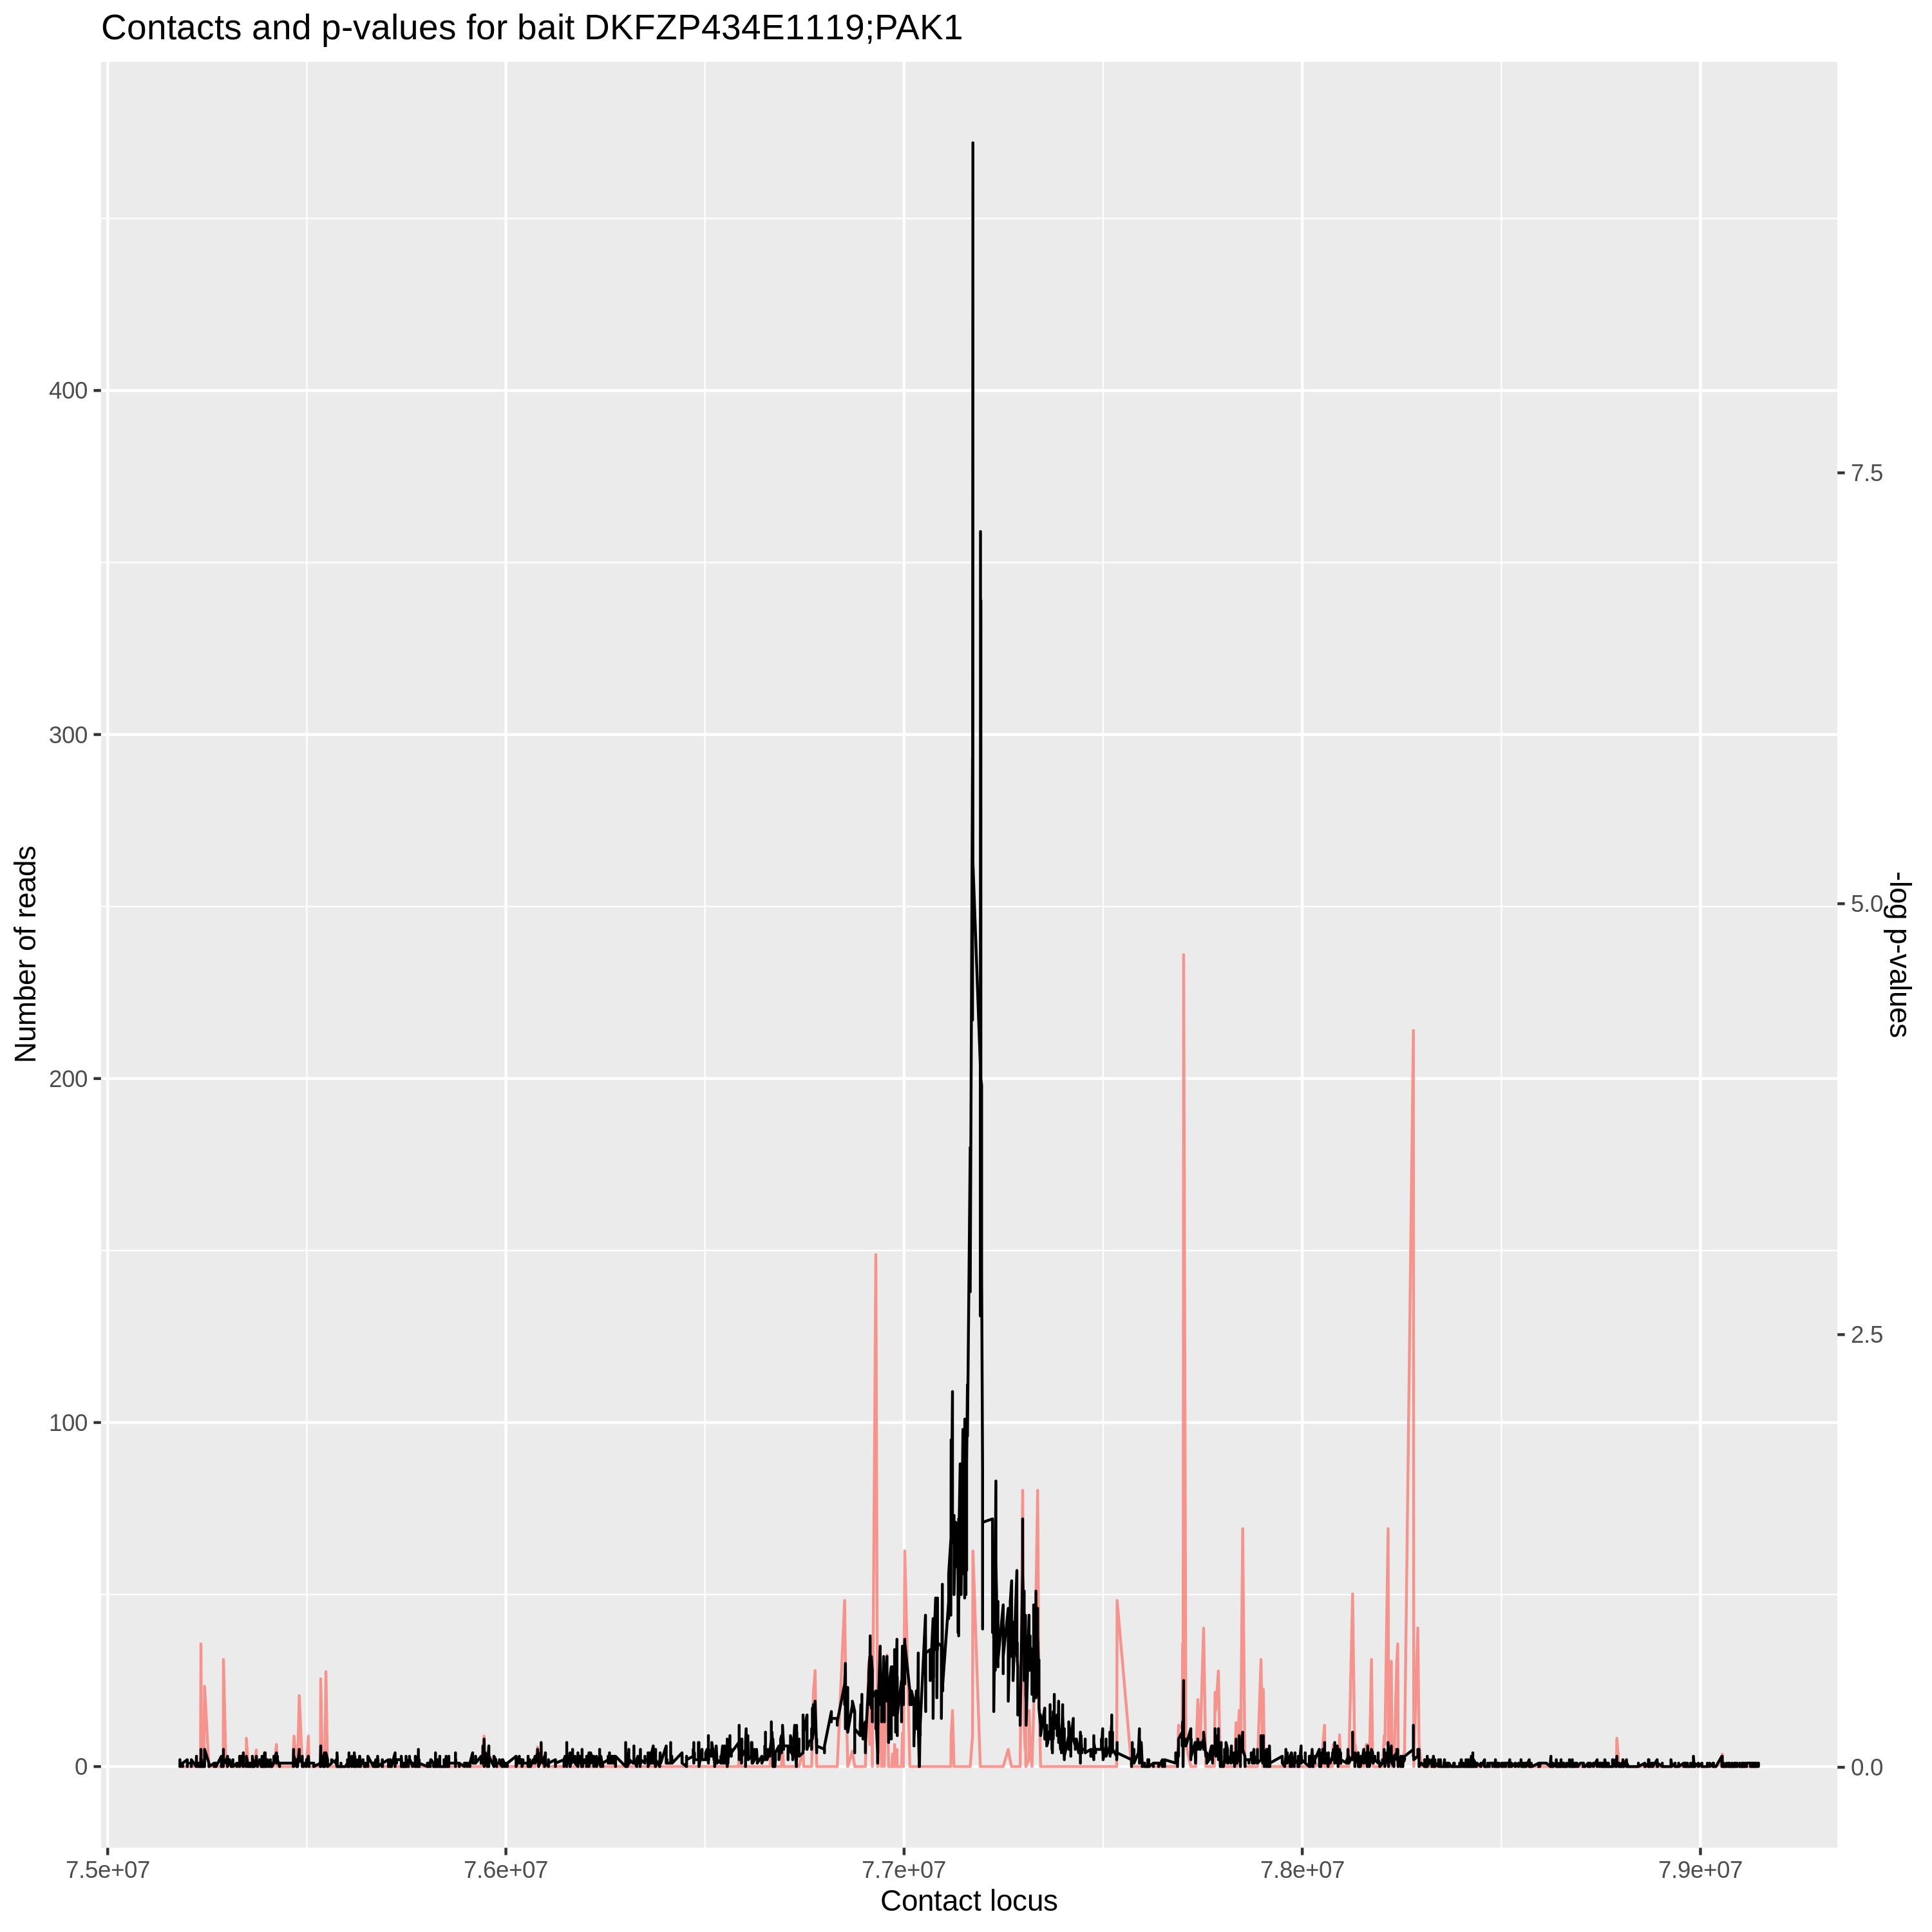 Contacts and p-values for bait DKFZP434E1119;PAK1
400
300
200
100
0
Number of reads
7.5
5.0
2.5
0.0
-log p-values
7.5e+07 7.6e+07 7.7e+07 7.8e+07 7.9e+07
Contact locus